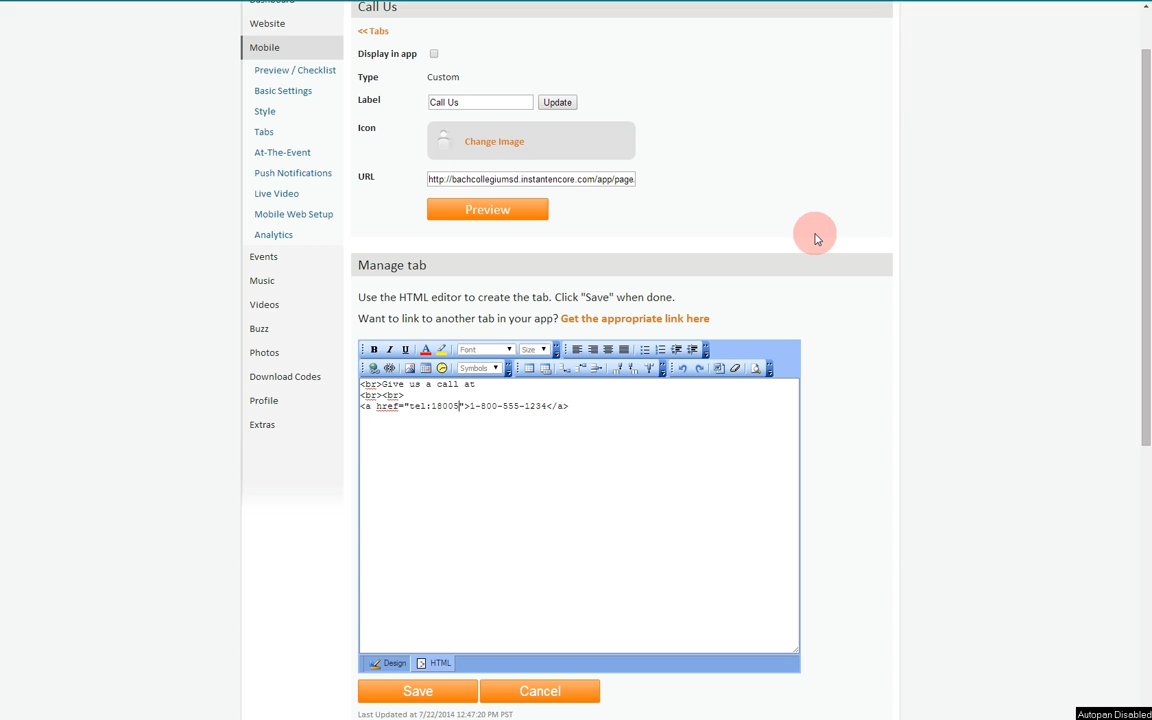 Call Us
Website
<< Tabs
Mobile
Display in app
Preview / Checklist
Type Custom
Basic Settings
Label Call Us Update
Style
Icon Change Image
Tabs
At-The-Event
Push Notifications
URL http://bachcollegiumsd.instantencore.com/app/page.
Live Video
Mobile Web Setup
Preview
Analytics
Events
Manage tab
Music
Use the HTML editor to create the tab. Click "Save" when done.
Videos
Want to link to another tab in your app? Get the appropriate link here
Buzz
Photos
B I U A Font Size
Symbols
Download Codes
<br>Give us a call at
<br><br>
Profile
<a href="tel:18005">1-800-555-1234</a>
Extras
Design HTML
Save Cancel
Last Updated at 7/22/2014 12:47:20 PM PST
Autopan Disabled